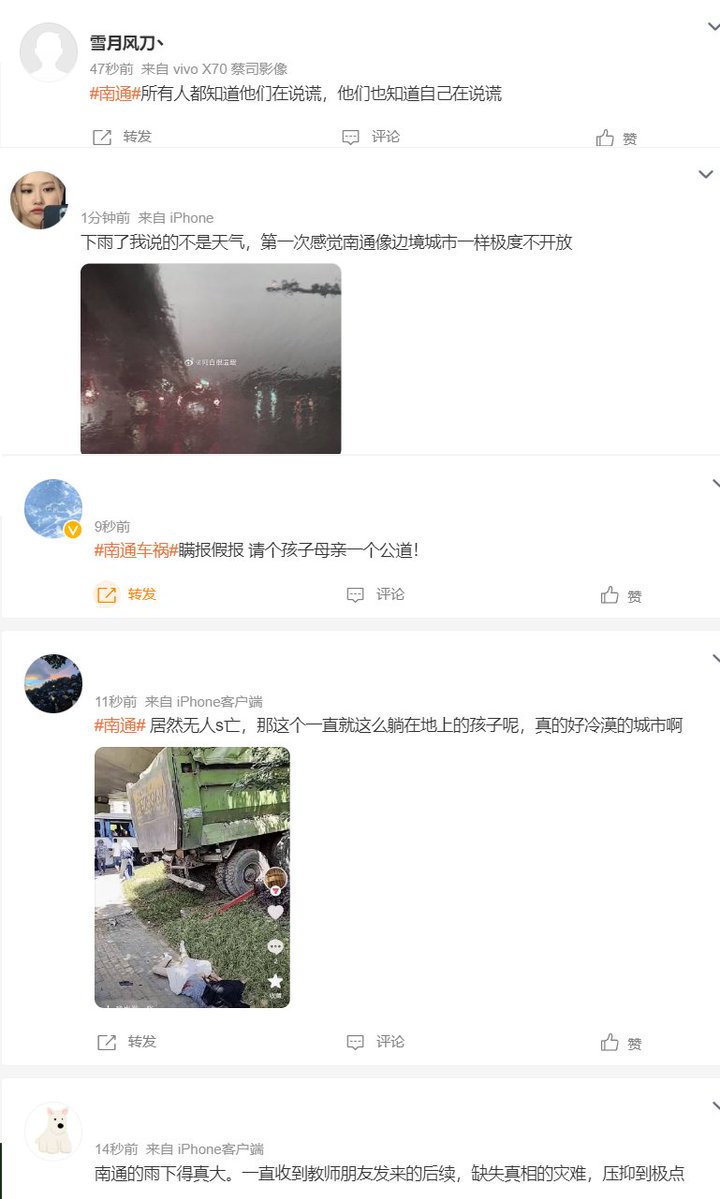 雪月风刀丶
47秒前 来自 vivo X70 蔡司影像
#南通#所有人都知道他们在说谎，他们也知道自己在说谎
转发 评论 赞
1分钟前 来自 iPhone
下雨了我说的不是天气，第一次感觉南通像边境城市一样极度不开放
9秒前
#南通车祸#瞒报假报 请个孩子母亲一个公道！
转发 评论 赞
11秒前 来自 iPhone客户端
#南通# 居然无人s亡，那这个一直就这么躺在地上的孩子呢，真的好冷漠的城市啊
收藏
转发 评论 赞
14秒前 来自 iPhone客户端
南通的雨下得真大。一直收到教师朋友发来的后续，缺失真相的灾难，压抑到极点